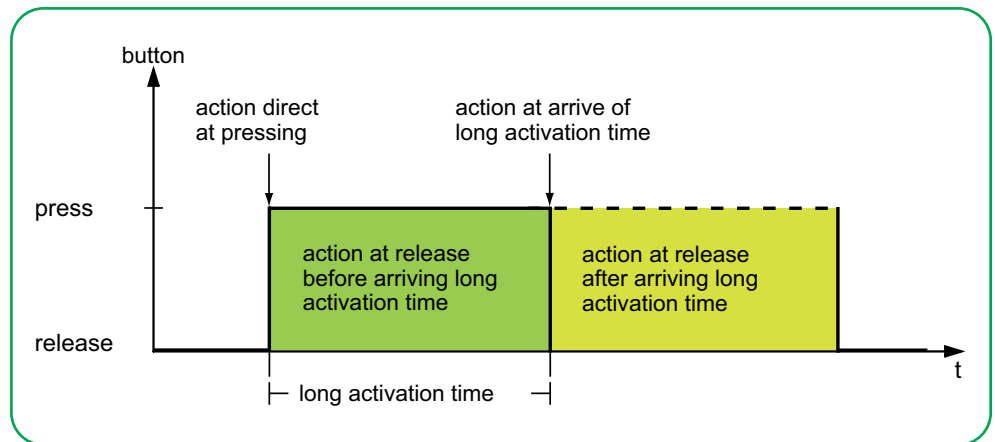 button
action direct
at pressing
action at arrive of
long activation time
press
action at release
before arriving long
activation time
action at release
after arriving long
activation time
release
t
long activation time